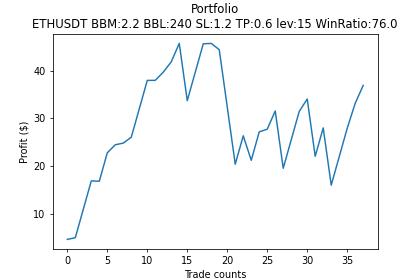 Portfolio
ETHUSDT BBM:2.2 BBL:240 SL:1.2 TP:0.6 lev:15 WinRatio:76.0
Profit ($)
40
30
20
10
0 5 10 15 20 25 30 35
Trade counts